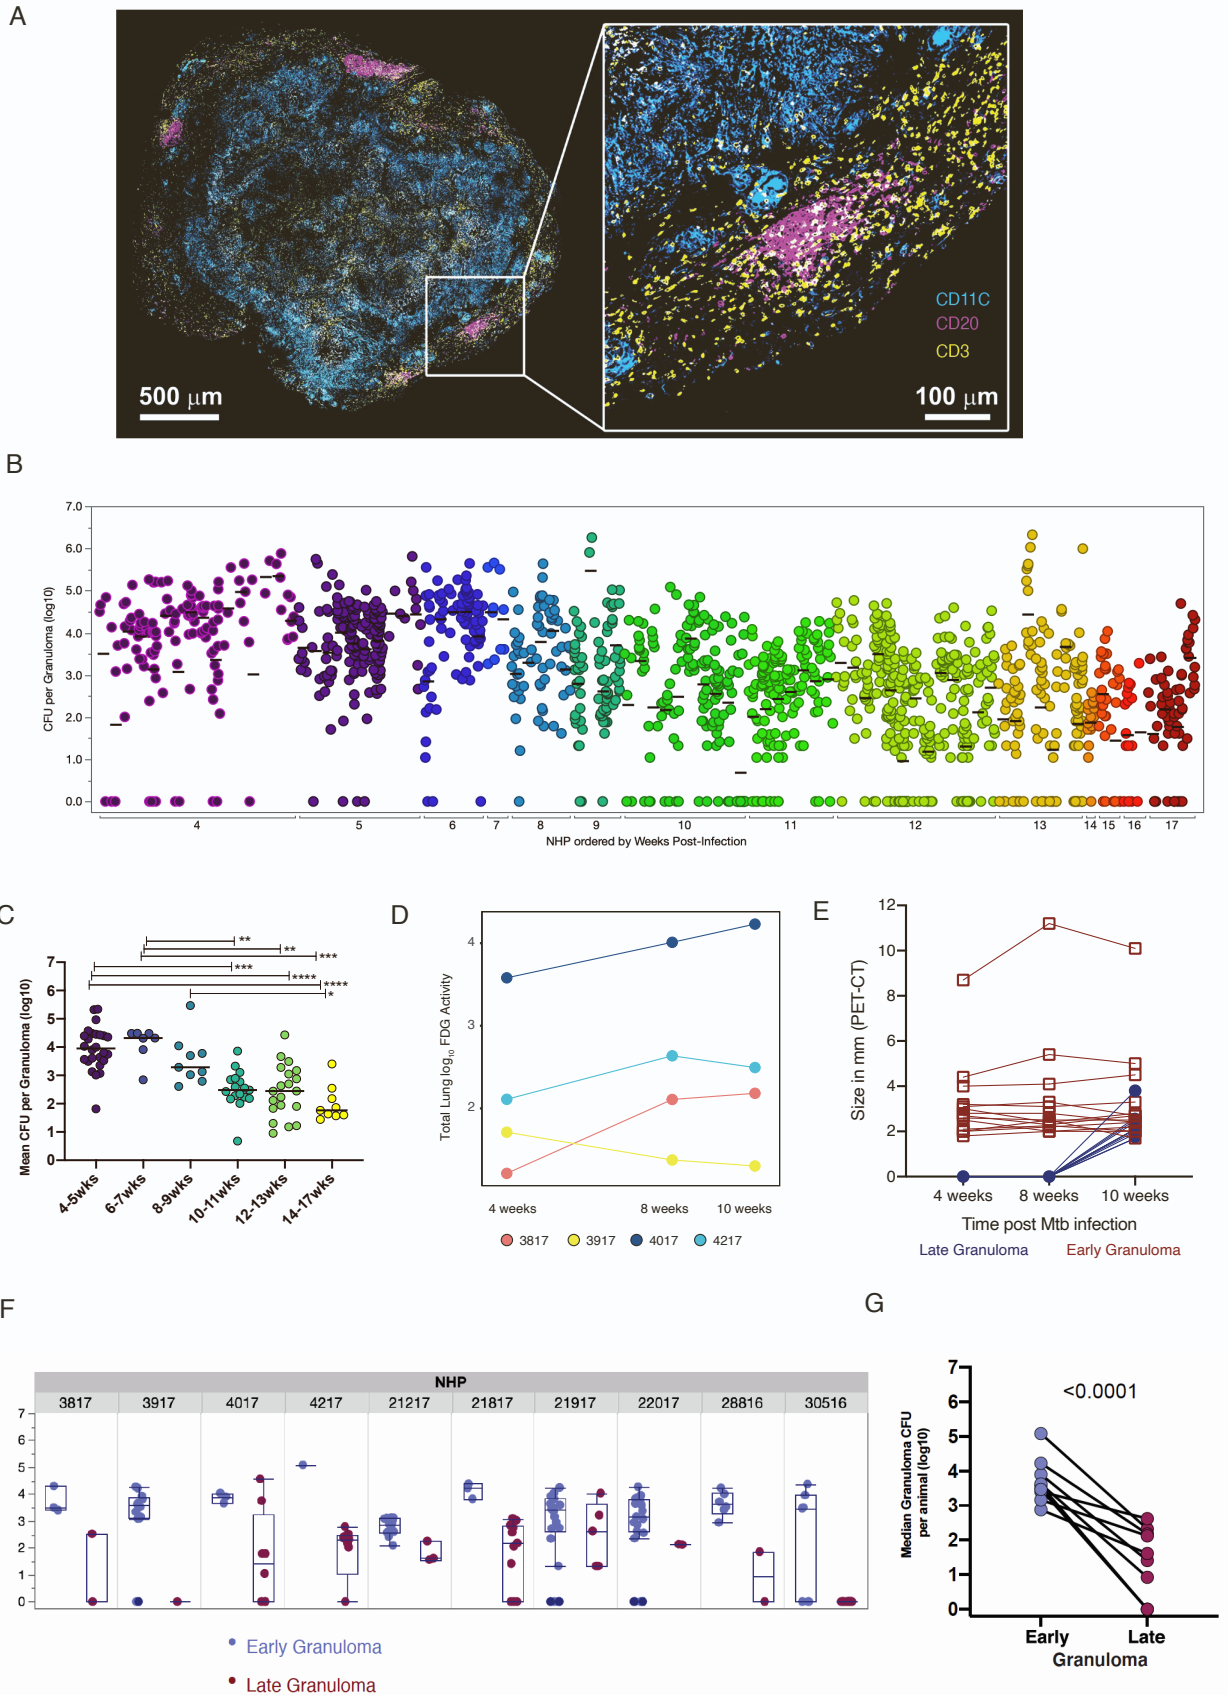 A
CD11C
CD20
CD3
500 μm
100 μm
B
CFU per Granuloma (log10)
7.0
6.0
5.0
4.0
3.0
2.0
1.0
0.0
4 5 6 7 8 9 10 11 12 13 14 15 16 17
NHP ordered by Weeks Post-Infection
C
Mean CFU per Granuloma (log10)
7
6
5
4
3
2
1
0
**
**
***
***
****
****
*
4-5wks 6-7wks 8-9wks 10-11wks 12-13wks 14-17wks
D
Total Lung log10 FDG Activity
4
3
2
4 weeks 8 weeks 10 weeks
3817 3917 4017 4217
E
Size in mm (PET-CT)
12
10
8
6
4
2
0
4 weeks 8 weeks 10 weeks
Time post Mtb infection
Late Granuloma Early Granuloma
F
NHP
3817 3917 4017 4217 21217 21817 21917 22017 28816 30516
7
6
5
4
3
2
1
0
Early Granuloma
Late Granuloma
G
Median Granuloma CFU
per animal (log10)
7
6
5
4
3
2
1
0
<0.0001
Early Late
Granuloma